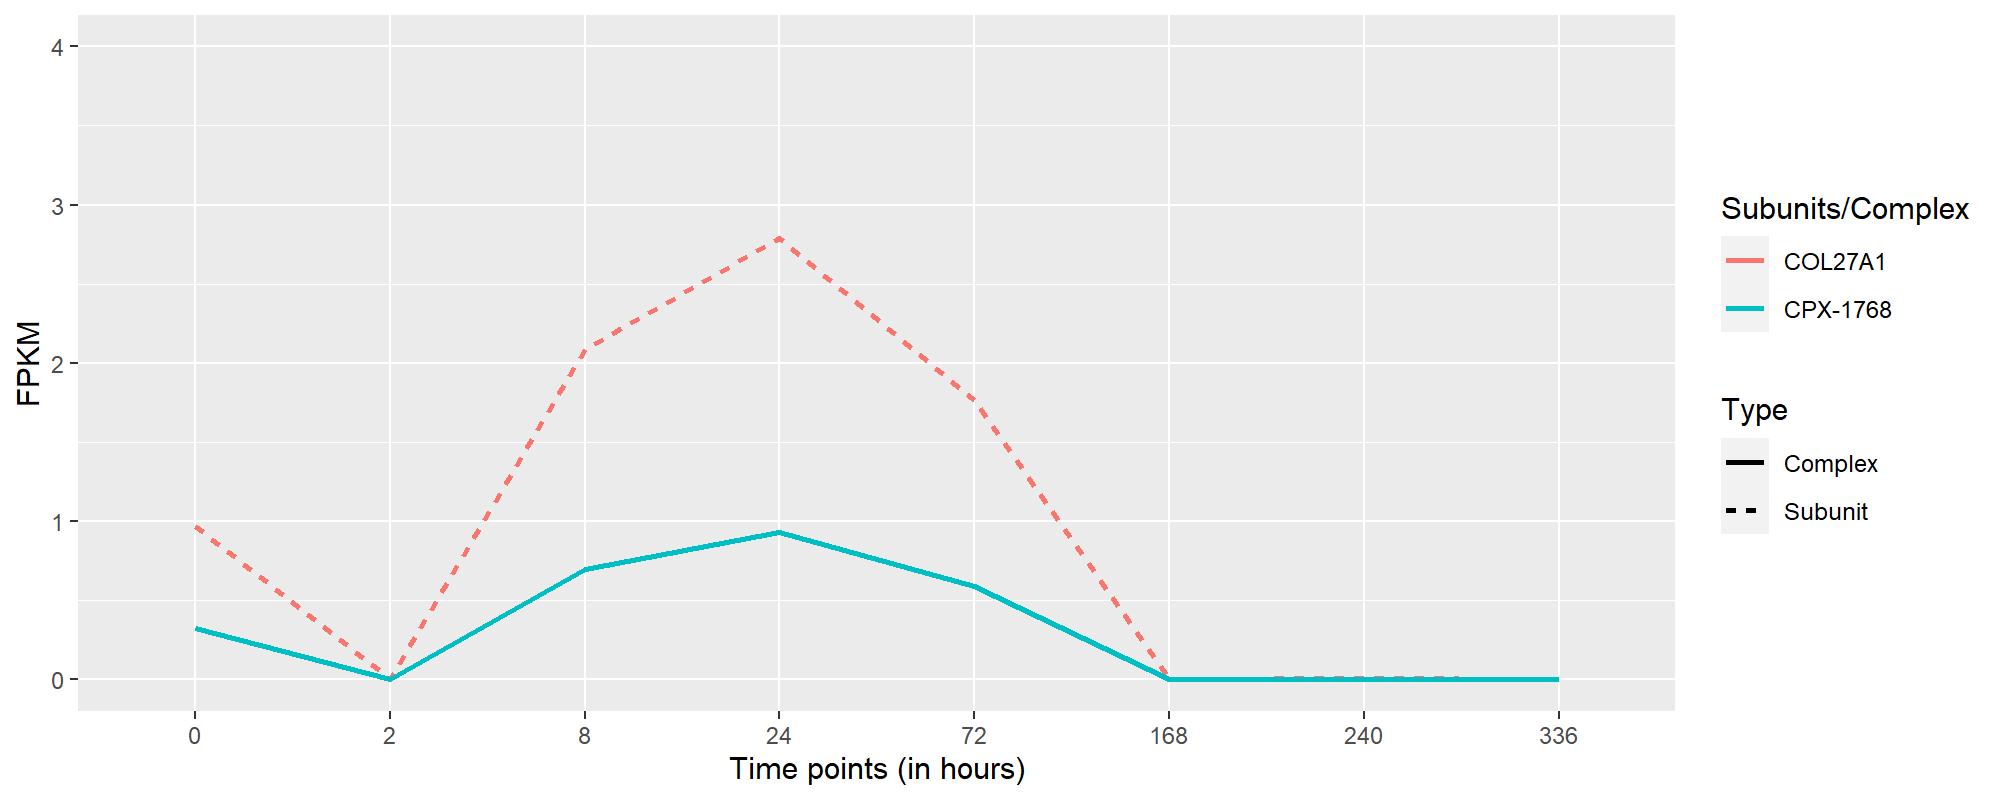 4
3
2
1
0
FPKM
0 2 8 24 72 168 240 336
Time points (in hours)
Subunits/Complex
COL27A1
CPX-1768
Type
Complex
Subunit